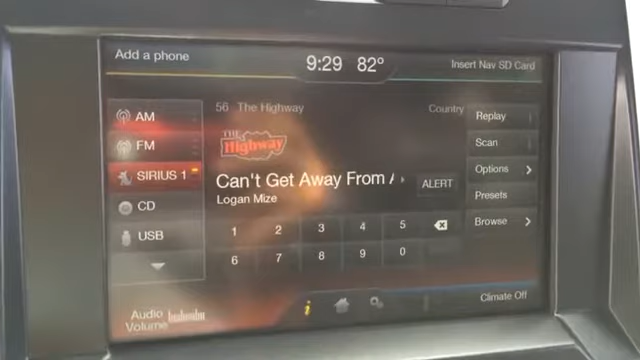 Add a phone
9:29 82°
Insert Nav SD Card
AM
FM
SIRIUS 1
CD
USB
56 The Highway
Country
THE
Highway
Can't Get Away From
Logan Mize
ALERT
1 2 3 4 5
6 7 8 9 0
Replay
Scan
Options
Presets
Browse
Audio
Volume
i
Climate Off